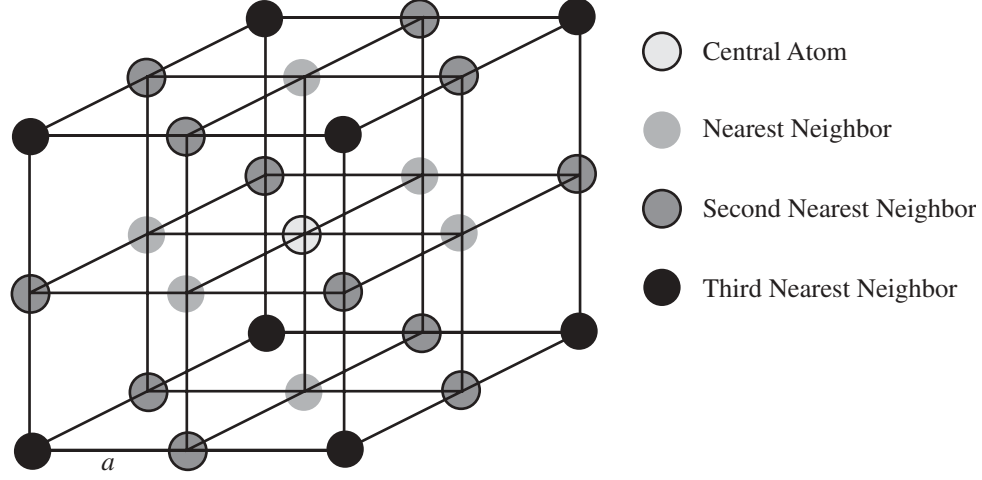 Central Atom
Nearest Neighbor
Second Nearest Neighbor
Third Nearest Neighbor
a